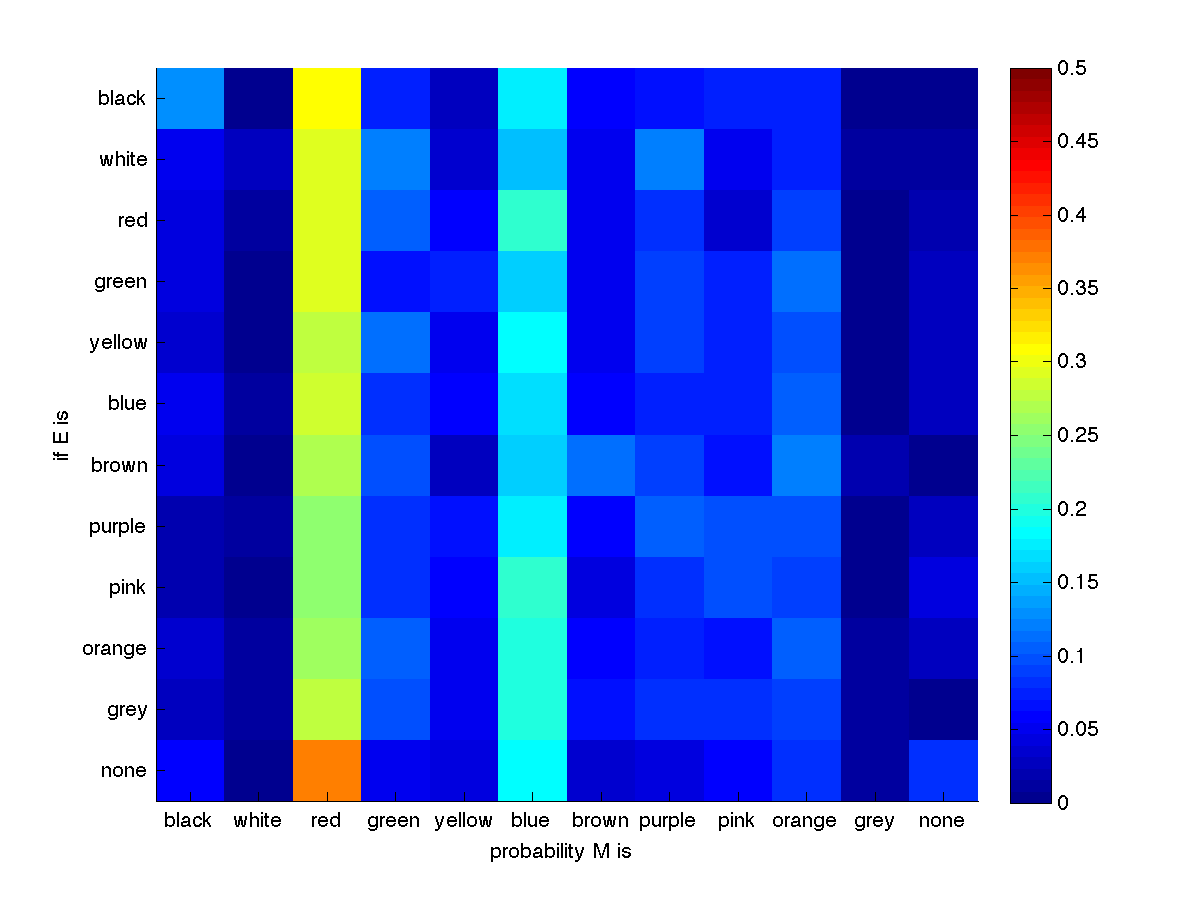 black
white
red
green
yellow
blue
brown
purple
pink
orange
grey
none
if E is
black white red green yellow blue brown purple pink orange grey none
probability M is
0.5
0.45
0.4
0.35
0.3
0.25
0.2
0.15
0.1
0.05
0